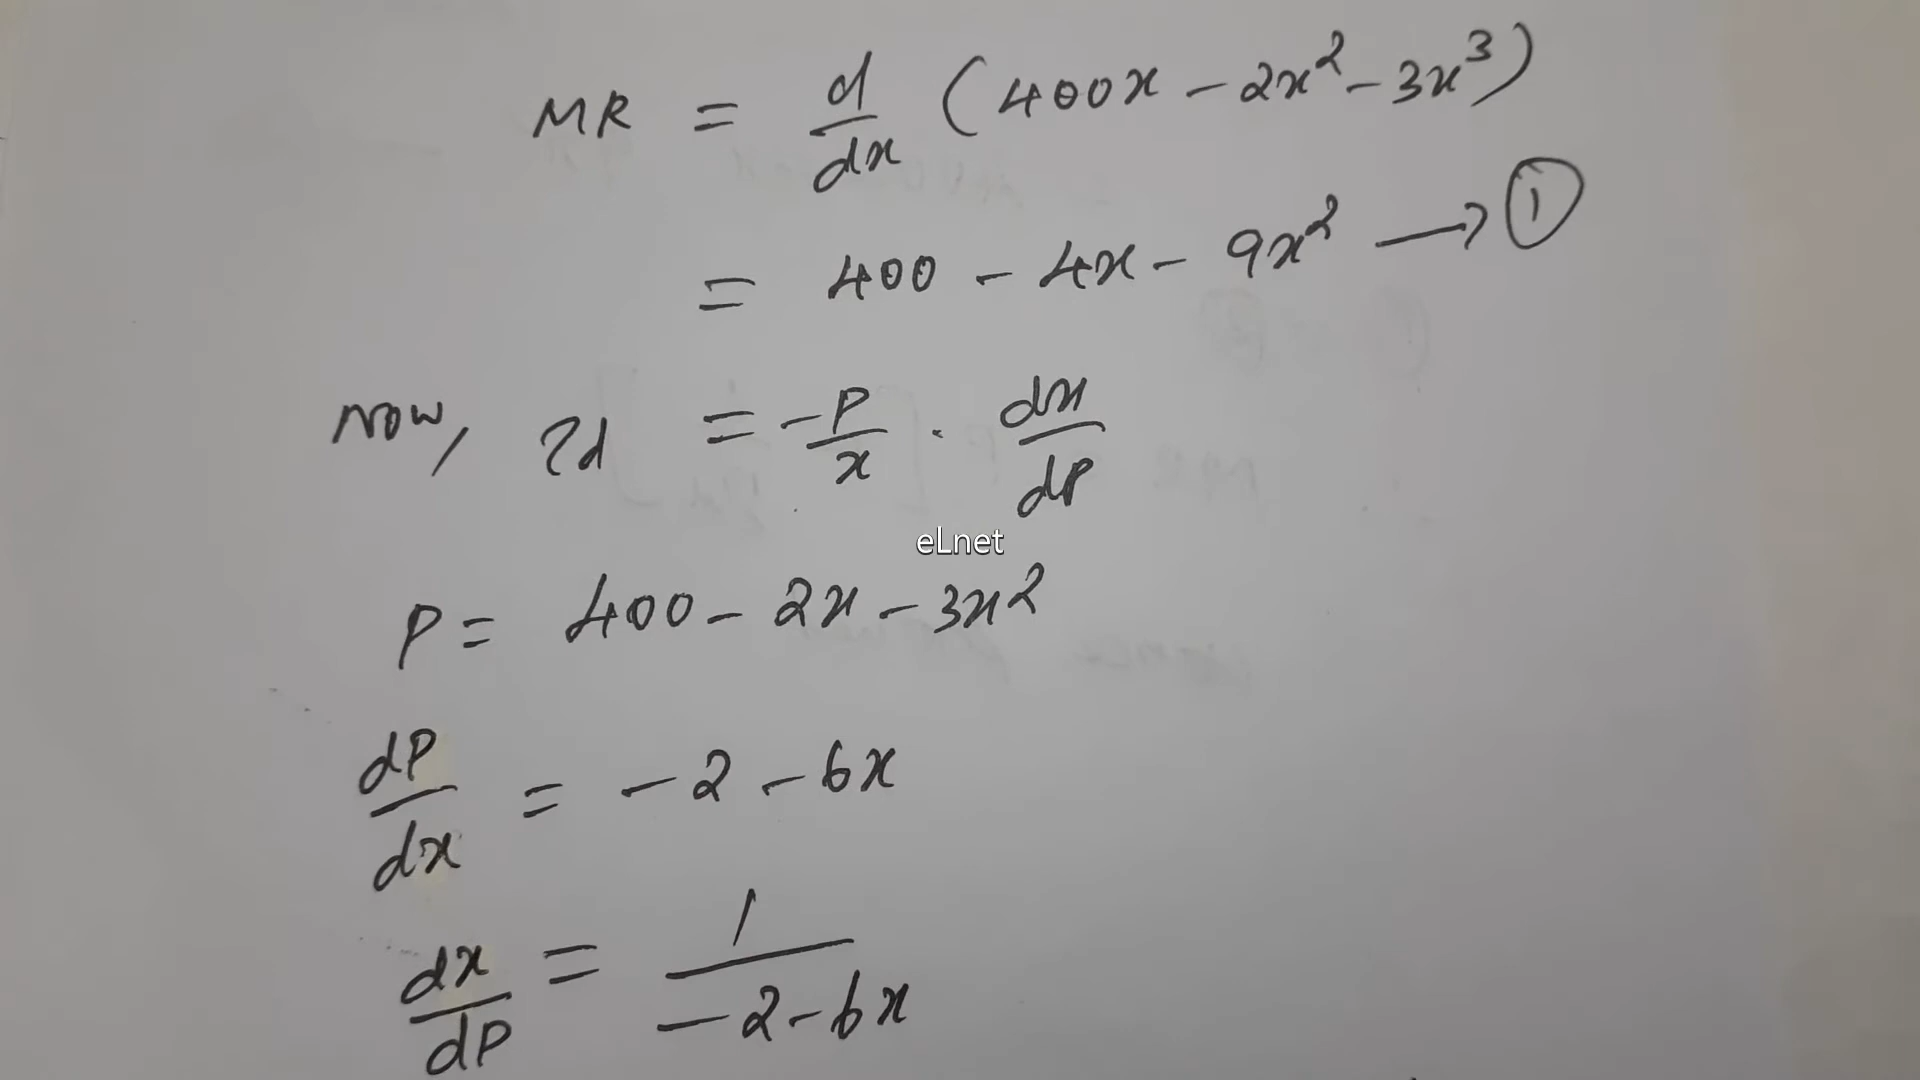 MR = d/dx (400x - 2x² - 3x³)
= 400 - 4x - 9x² → ①
Now, ηd = -P/x · dx/dP
eLnet
P = 400 - 2x - 3x²
dP/dx = -2 - 6x
dx/dP = 1/(-2 - 6x)